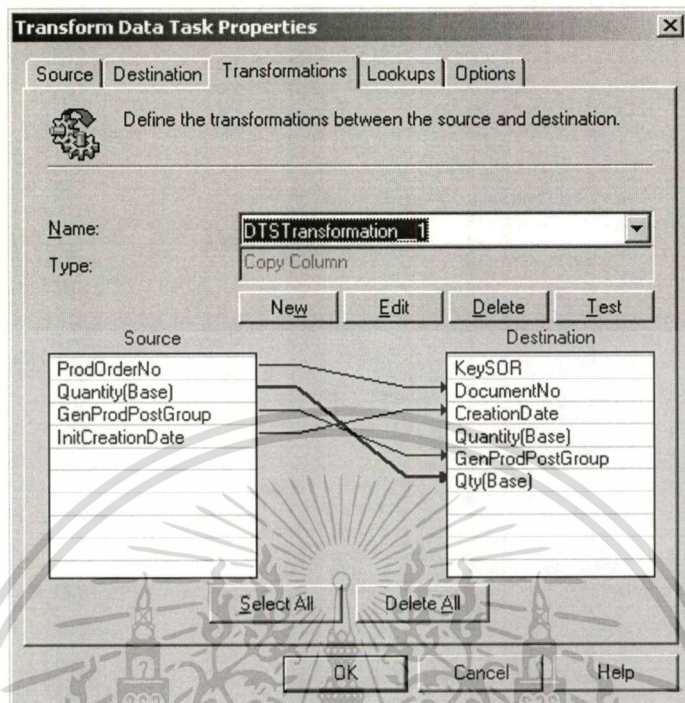 Transform Data Task Properties
Source Destination Transformations Lookups Options
Define the transformations between the source and destination.
Name: DTSTransformation__1
Type: Copy Column
New Edit Delete Test
Source Destination
ProdOrderNo
Quantity(Base)
GenProdPostGroup
InitCreationDate
KeySOR
DocumentNo
CreationDate
Quantity(Base)
GenProdPostGroup
Qty(Base)
Select All Delete All
OK Cancel Help